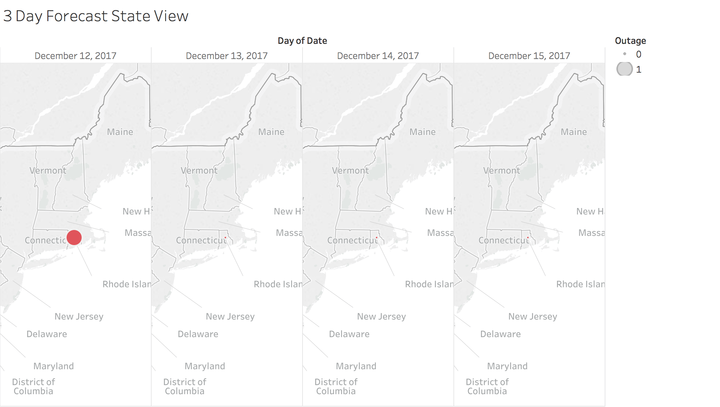 3 Day Forecast State View
Day of Date
Outage
December 12, 2017
December 13, 2017
December 14, 2017
December 15, 2017
0
1
Maine
Vermont
New H
Massa
Connectic
Rhode Islan
New Jersey
Delaware
Maryland
District of
Columbia
Maine
Vermont
New H
Massa
Connecticut
Rhode Islan
New Jersey
Delaware
Maryland
District of
Columbia
Maine
Vermont
New H
Massa
Connecticut
Rhode Islan
New Jersey
Delaware
Maryland
District of
Columbia
Maine
Vermont
New H
Massa
Connecticut
Rhode Islan
New Jersey
Delaware
Maryland
District of
Columbia